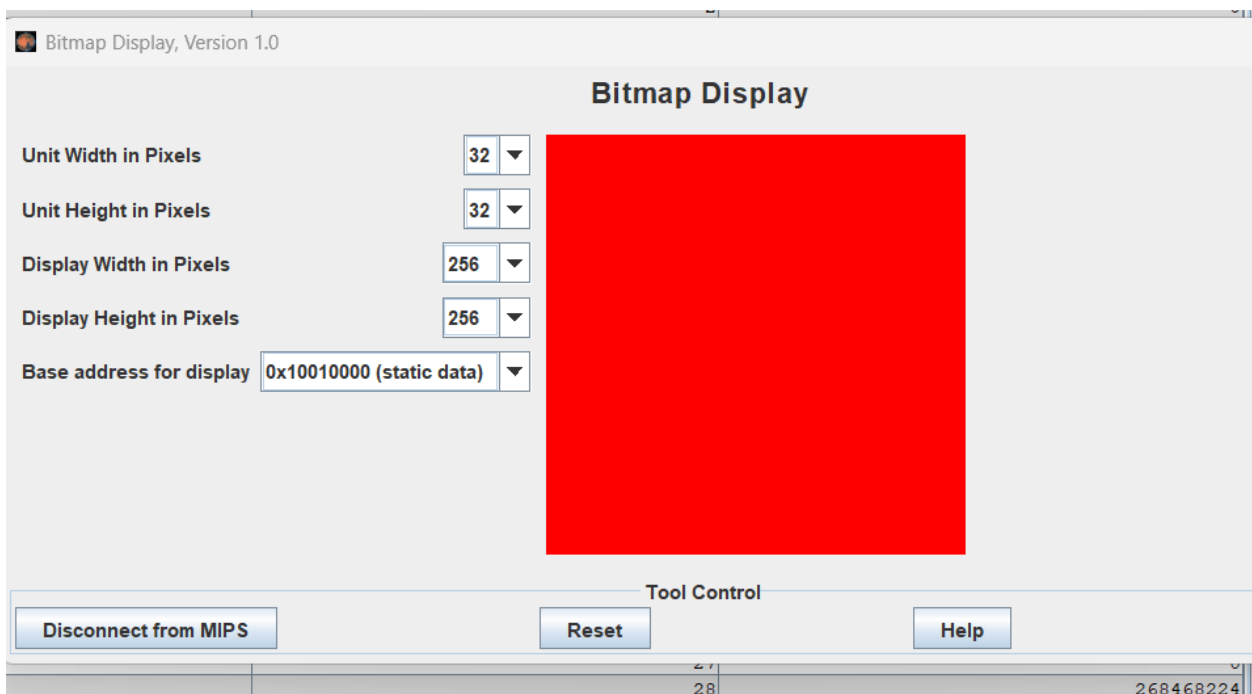 Bitmap Display, Version 1.0
Bitmap Display
Unit Width in Pixels 32
Unit Height in Pixels 32
Display Width in Pixels 256
Display Height in Pixels 256
Base address for display 0x10010000 (static data)
Tool Control
Disconnect from MIPS Reset Help
28 268468224